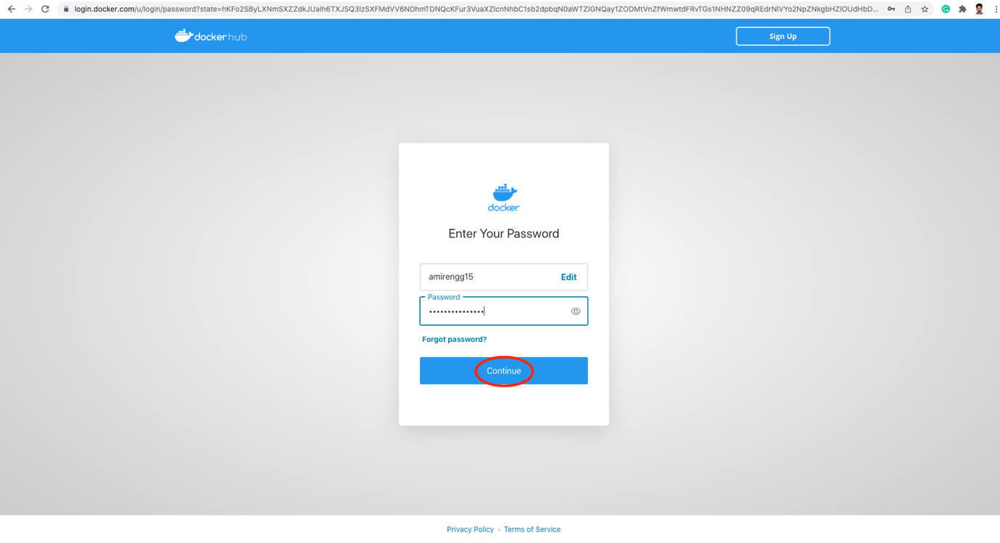 login.docker.com/u/login/password?state=hKFo2SByLXNmSXZZdkJUalh6TXJSQ3lzSXFMdVV6NDhmTDNQcKFur3VuaXZlcnNhbC1sb2dpbqN0aWTZIGNQay1ZODMtVnZfWmwtdFRvTGs1NHNZZ09qREdrNlVYo2NpZNkgbHZlOUdHbD...
docker hub
Sign Up
docker
Enter Your Password
amirengg15 Edit
Password
•••••••••••••••
Forgot password?
Continue
Privacy Policy • Terms of Service